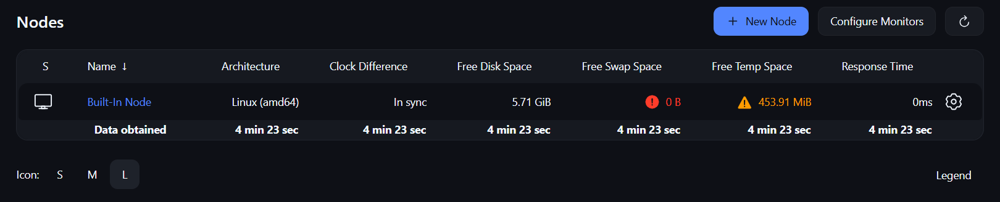 Nodes
+ New Node
Configure Monitors
S Name ↓ Architecture Clock Difference Free Disk Space Free Swap Space Free Temp Space Response Time
Built-In Node Linux (amd64) In sync 5.71 GiB 0 B 453.91 MiB 0ms
Data obtained 4 min 23 sec 4 min 23 sec 4 min 23 sec 4 min 23 sec 4 min 23 sec 4 min 23 sec
Icon: S M L
Legend